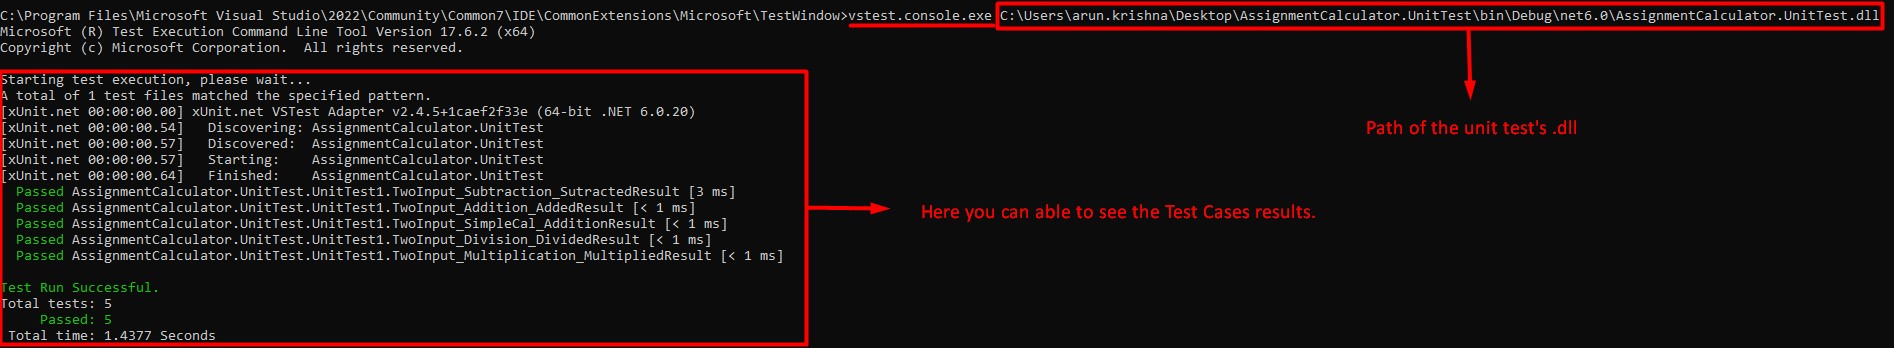 C:\Program Files\Microsoft Visual Studio\2022\Community\Common7\IDE\CommonExtensions\Microsoft\TestWindow>vstest.console.exe C:\Users\arun.krishna\Desktop\AssignmentCalculator.UnitTest\bin\Debug\net6.0\AssignmentCalculator.UnitTest.dll
Microsoft (R) Test Execution Command Line Tool Version 17.6.2 (x64)
Copyright (c) Microsoft Corporation.  All rights reserved.
Starting test execution, please wait...
A total of 1 test files matched the specified pattern.
[xUnit.net 00:00:00.00] xUnit.net VSTest Adapter v2.4.5+1caef2f33e (64-bit .NET 6.0.20)
[xUnit.net 00:00:00.54]   Discovering: AssignmentCalculator.UnitTest
[xUnit.net 00:00:00.57]   Discovered:  AssignmentCalculator.UnitTest
[xUnit.net 00:00:00.57]   Starting:    AssignmentCalculator.UnitTest
[xUnit.net 00:00:00.64]   Finished:    AssignmentCalculator.UnitTest
Passed AssignmentCalculator.UnitTest.UnitTest1.TwoInput_Subtraction_SutractedResult [3 ms]
Passed AssignmentCalculator.UnitTest.UnitTest1.TwoInput_Addition_AddedResult [< 1 ms]
Passed AssignmentCalculator.UnitTest.UnitTest1.TwoInput_SimpleCal_AdditionResult [< 1 ms]
Passed AssignmentCalculator.UnitTest.UnitTest1.TwoInput_Division_DividedResult [< 1 ms]
Passed AssignmentCalculator.UnitTest.UnitTest1.TwoInput_Multiplication_MultipliedResult [< 1 ms]
Test Run Successful.
Total tests: 5
Passed: 5
Total time: 1.4377 Seconds
Path of the unit test's .dll
Here you can able to see the Test Cases results.